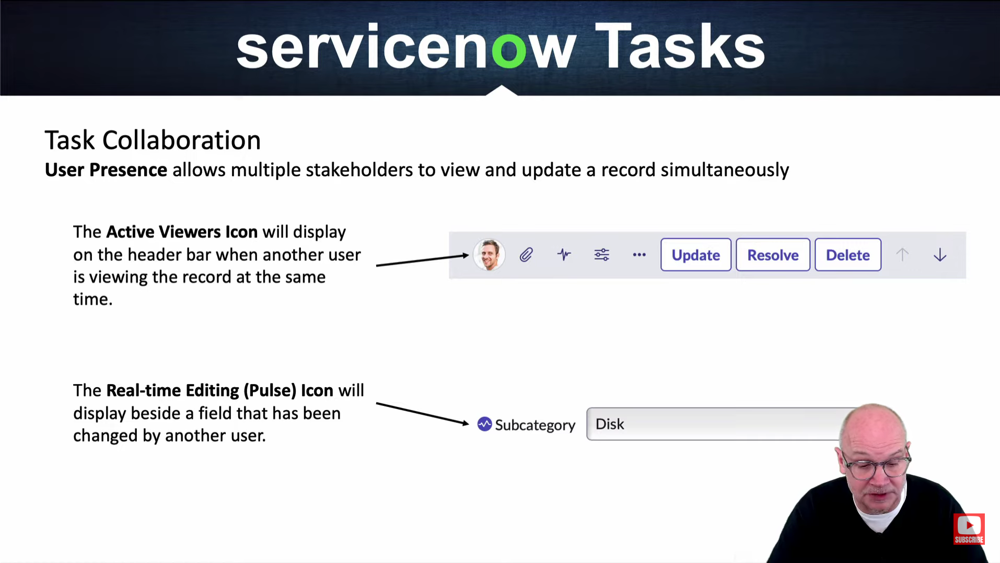 servicenow Tasks
Task Collaboration
User Presence allows multiple stakeholders to view and update a record simultaneously
The Active Viewers Icon will display
on the header bar when another user
is viewing the record at the same
time.
Update
Resolve
Delete
The Real-time Editing (Pulse) Icon will
display beside a field that has been
changed by another user.
Subcategory
Disk
SUBSCRIBE